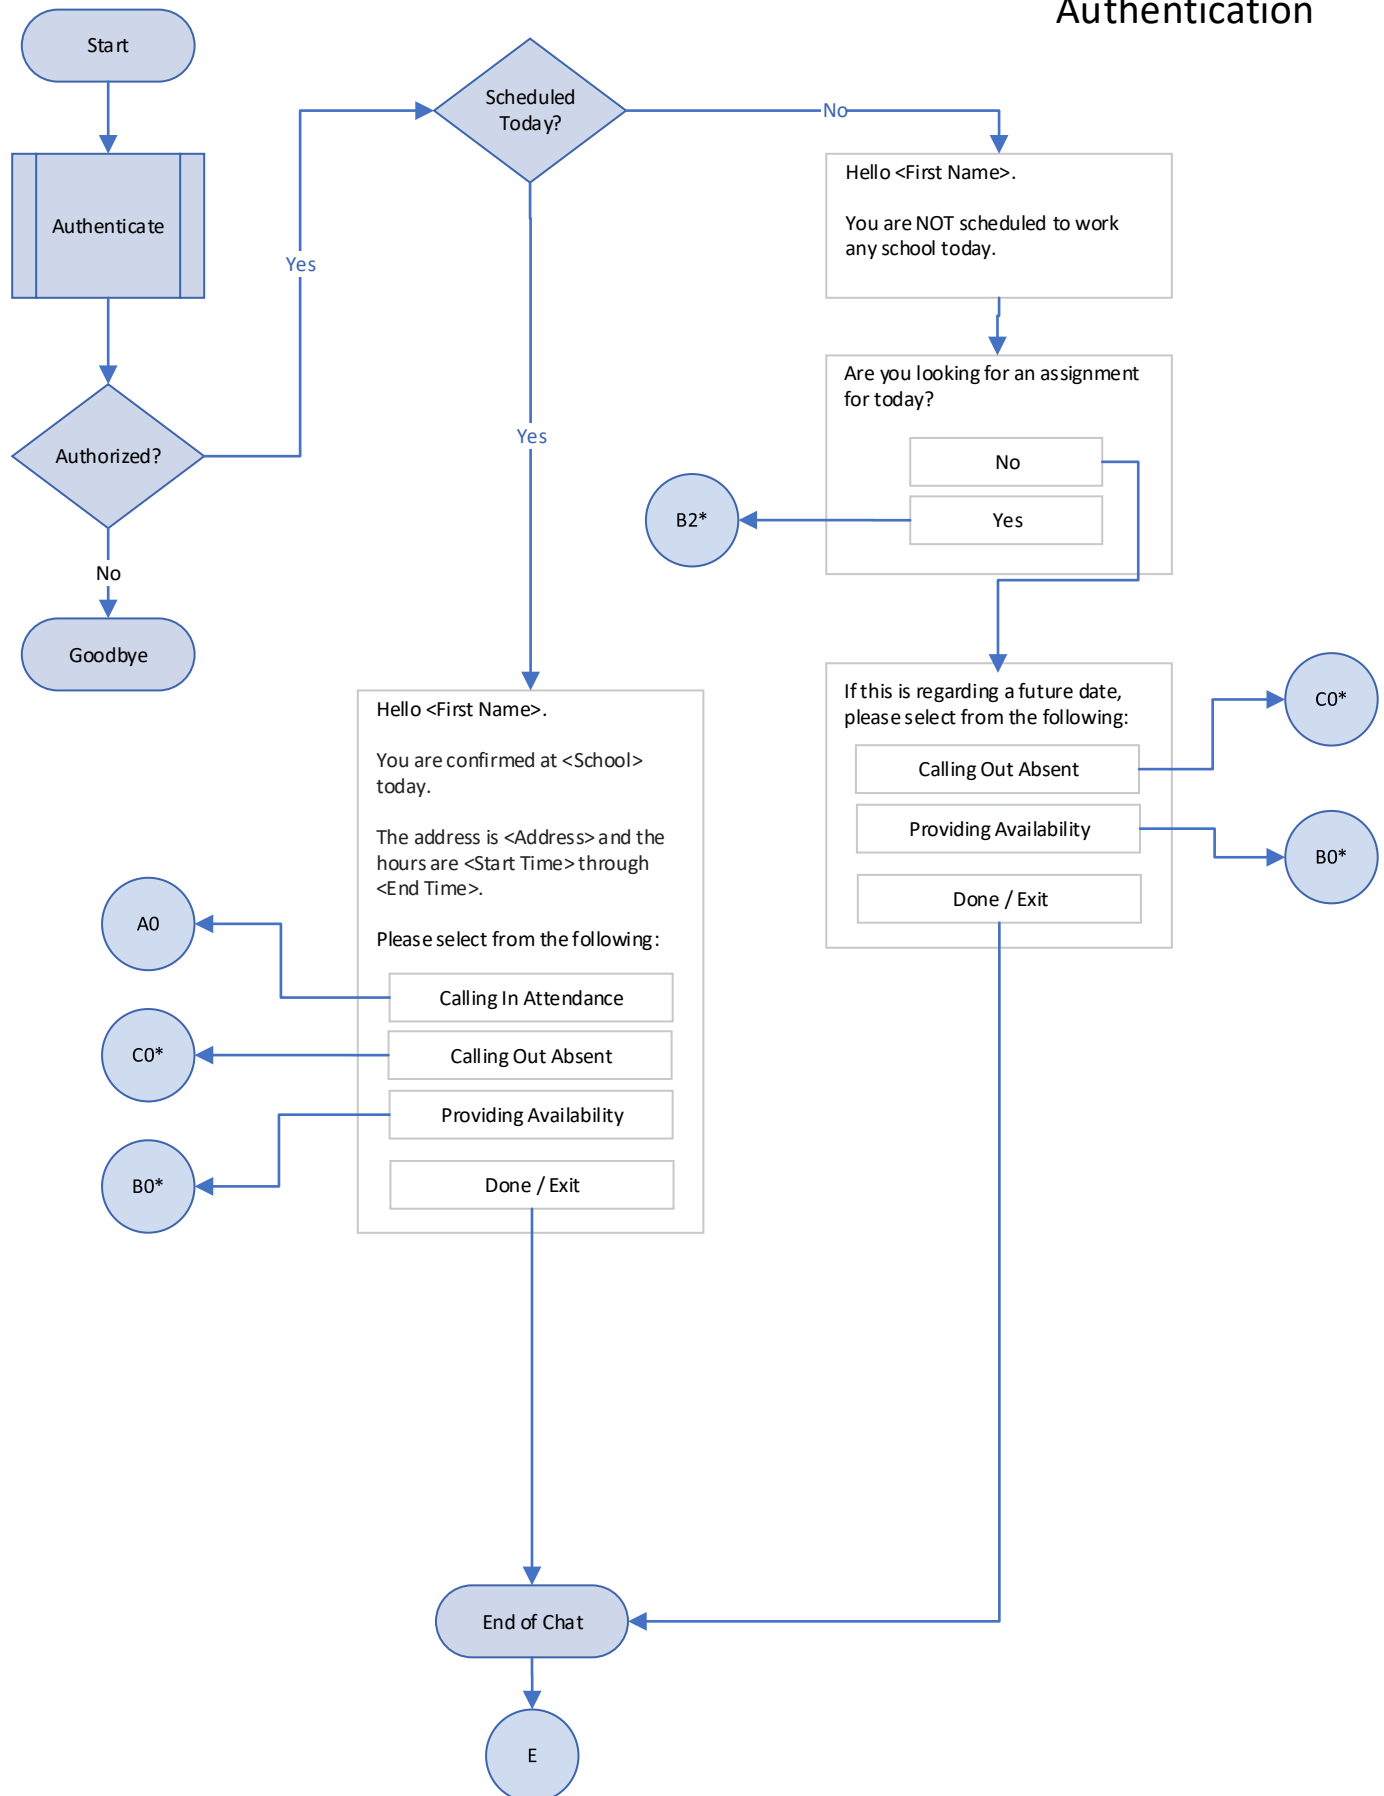 Authentication
Start
Authenticate
Authorized?
Yes
No
Goodbye
Scheduled
Today?
No
Yes
Hello <First Name>.
You are NOT scheduled to work
any school today.
Are you looking for an assignment
for today?
No
Yes
B2*
If this is regarding a future date,
please select from the following:
Calling Out Absent
Providing Availability
Done / Exit
C0*
B0*
Hello <First Name>.
You are confirmed at <School>
today.
The address is <Address> and the
hours are <Start Time> through
<End Time>.
Please select from the following:
Calling In Attendance
Calling Out Absent
Providing Availability
Done / Exit
A0
C0*
B0*
End of Chat
E